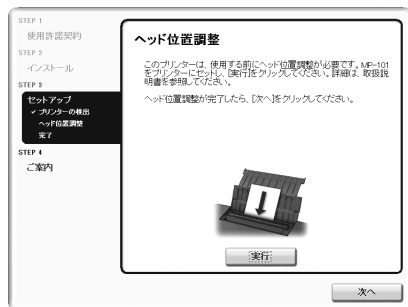 STEP 1
使用許諾契約
STEP 2
インストール
STEP 3
セットアップ
✓ プリンターの検出
ヘッド位置調整
完了
STEP 4
ご案内
ヘッド位置調整
このプリンターは、使用する前にヘッド位置調整が必要です。MP-101
をプリンターにセットし、[実行]をクリックしてください。詳細は、取扱説
明書を参照してください。
ヘッド位置調整が完了したら、[次へ]をクリックしてください。
実行
次へ